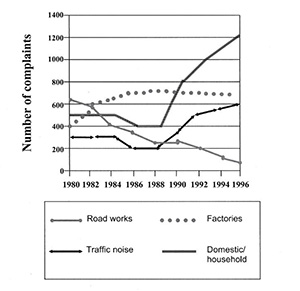 Number of complaints
1400
1200
1000
800
600
400
200
0
1980 1982 1984 1986 1988 1990 1992 1994 1996
Road works
Factories
Traffic noise
Domestic/
household